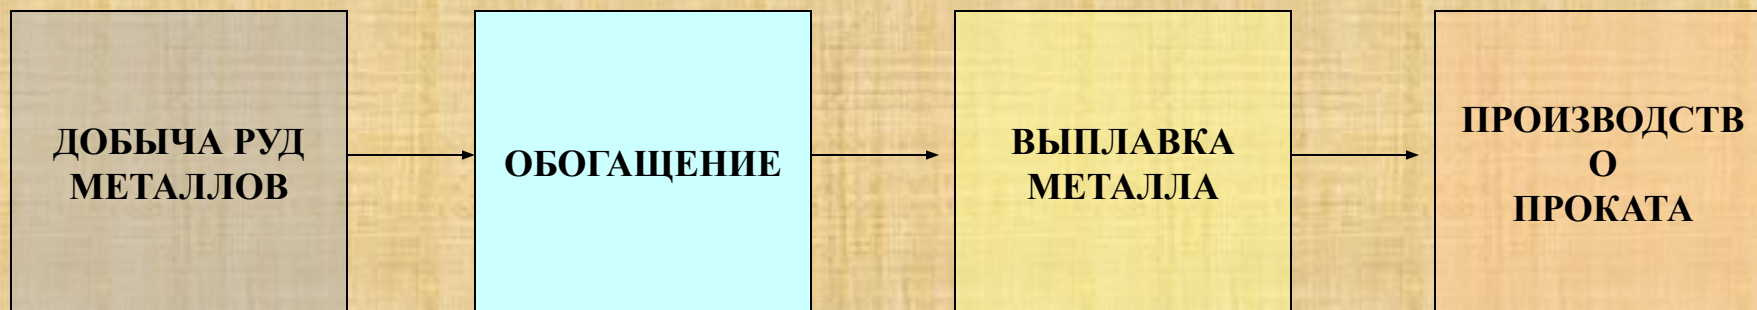 ДОБЫЧА РУД
МЕТАЛЛОВ
ОБОГАЩЕНИЕ
ВЫПЛАВКА
МЕТАЛЛА
ПРОИЗВОДСТВ
О
ПРОКАТА